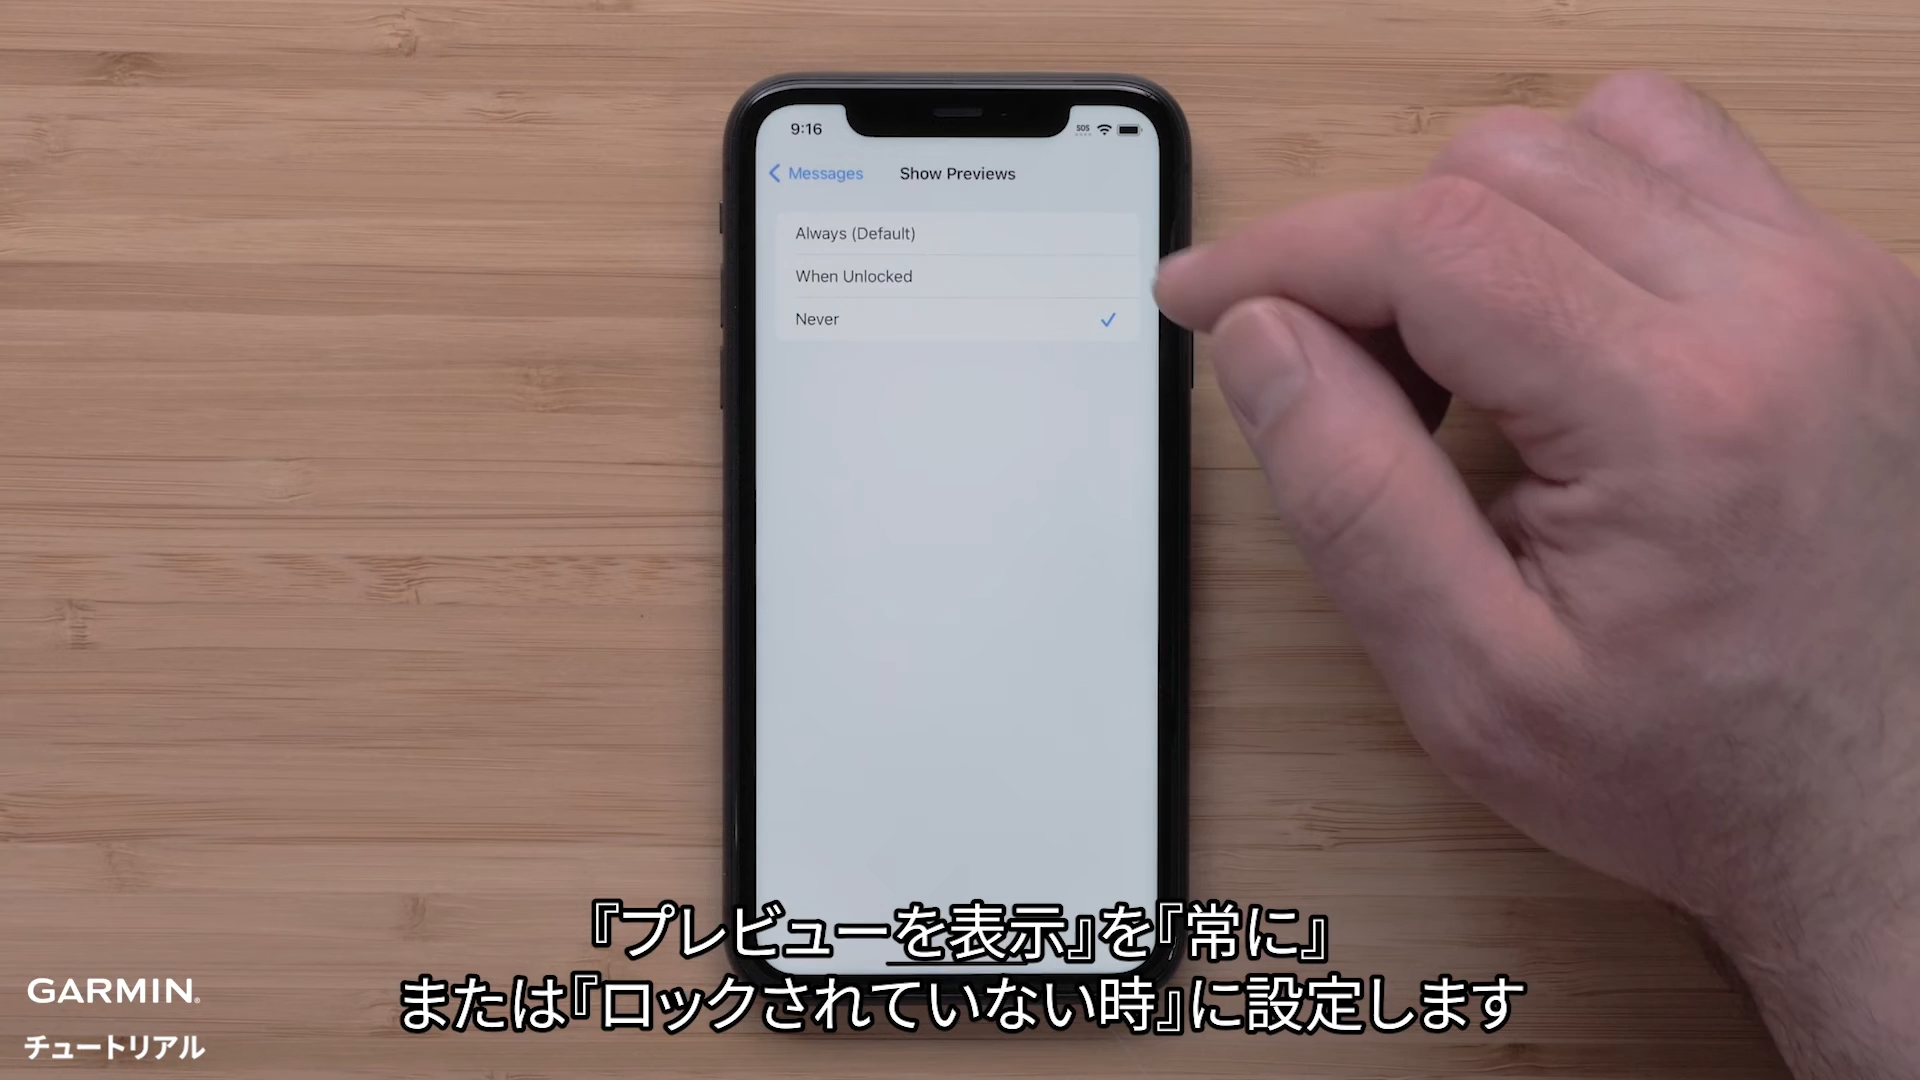 9:16
SOS
Messages
Show Previews
Always (Default)
When Unlocked
Never
『プレビューを表示』を『常に』
または『ロックされていない時』に設定します
GARMIN®
チュートリアル